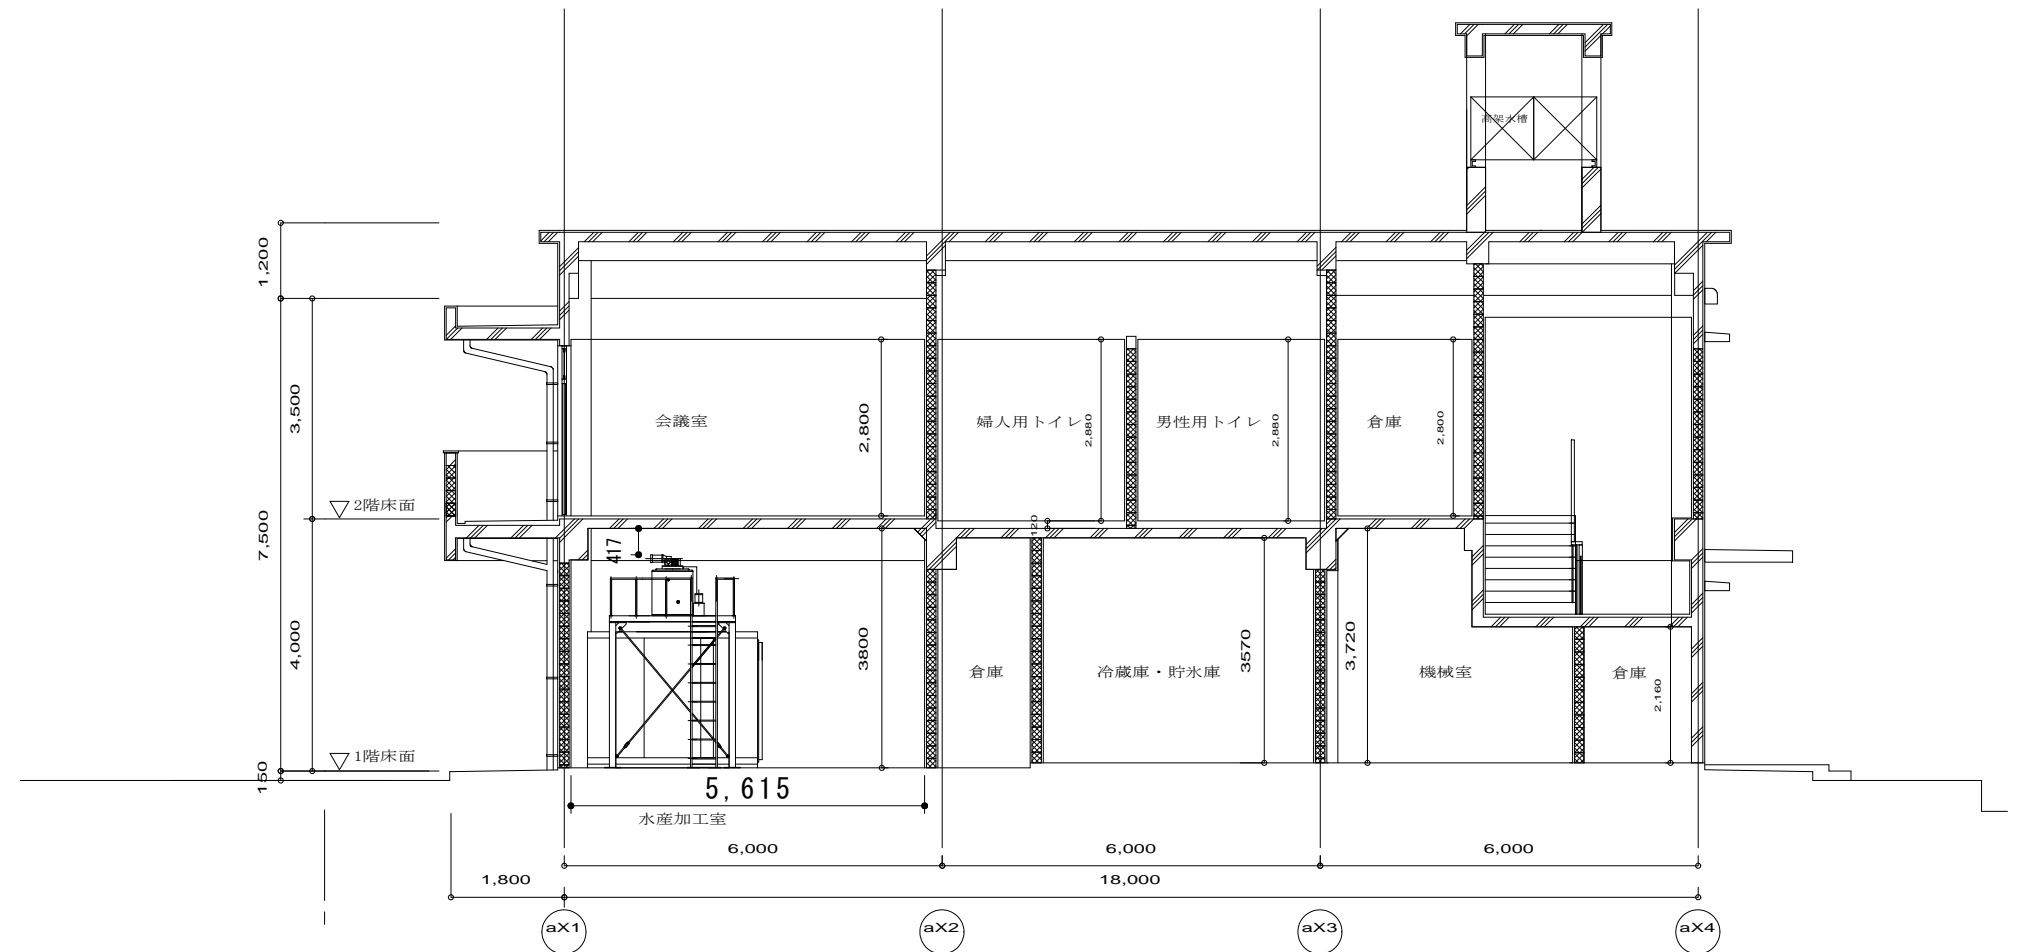 高架水槽
1,200
3,500
7,500
4,000
150
2階床面
1階床面
会議室
2,800
婦人用トイレ
2,880
男性用トイレ
2,880
倉庫
2,800
120
417
3800
倉庫
冷蔵庫・貯氷庫
3570
3,720
機械室
倉庫
2,160
5,615
水産加工室
6,000
6,000
6,000
1,800
18,000
aX1
aX2
aX3
aX4